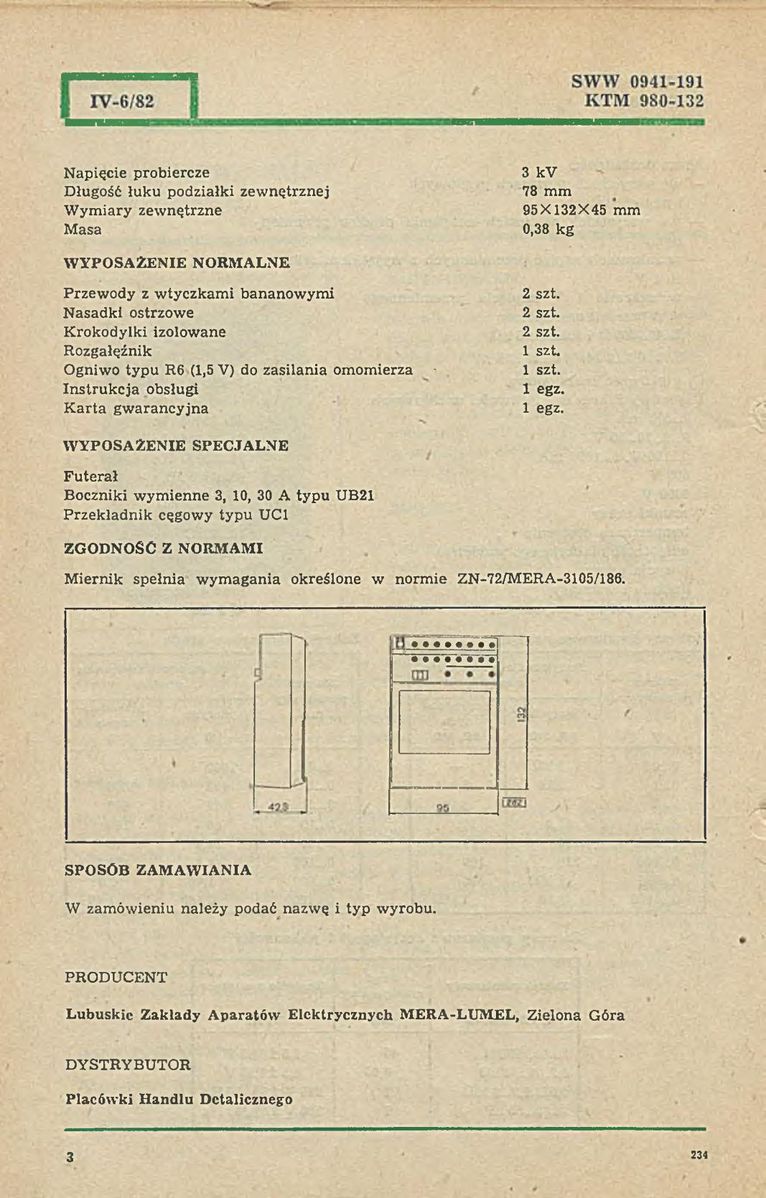 IV-6/82
SWW 0941-191
KTM 980-132
Napięcie probiercze 3 kV
Długość łuku podziałki zewnętrznej 78 mm
Wymiary zewnętrzne 95×132×45 mm
Masa 0,38 kg
WYPOSAŻENIE NORMALNE
Przewody z wtyczkami bananowymi 2 szt.
Nasadki ostrzowe 2 szt.
Krokodylki izolowane 2 szt.
Rozgałęźnik 1 szt.
Ogniwo typu R6 (1,5 V) do zasilania omomierza 1 szt.
Instrukcja obsługi 1 egz.
Karta gwarancyjna 1 egz.
WYPOSAŻENIE SPECJALNE
Futerał
Boczniki wymienne 3, 10, 30 A typu UB21
Przekładnik cęgowy typu UC1
ZGODNOŚĆ Z NORMAMI
Miernik spełnia wymagania określone w normie ZN-72/MERA-3105/186.
132
42,3
95
SPOSÓB ZAMAWIANIA
W zamówieniu należy podać nazwę i typ wyrobu.
PRODUCENT
Lubuskie Zakłady Aparatów Elektrycznych MERA-LUMEL, Zielona Góra
DYSTRYBUTOR
Placówki Handlu Detalicznego
3
234